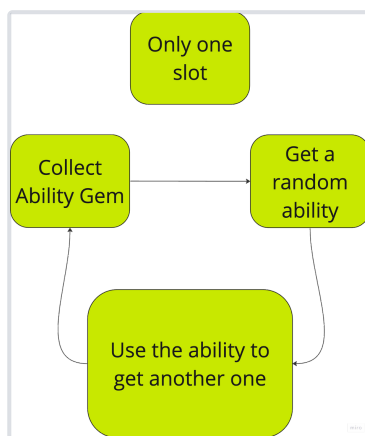 Only one
slot
Collect
Ability Gem
Get a
random
ability
Use the ability to
get another one